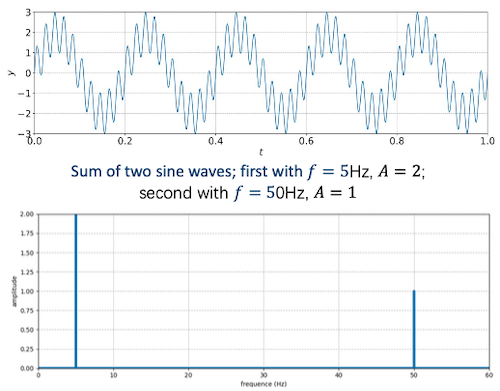 3
2
1
0
−1
−2
−3
y
0.0 0.2 0.4 0.6 0.8 1.0
t
Sum of two sine waves; first with f = 5Hz, A = 2;
second with f = 50Hz, A = 1
2.00
1.75
1.50
1.25
1.00
0.75
0.50
0.25
0.00
amplitude
10 20 30 40 50 60
frequence (Hz)